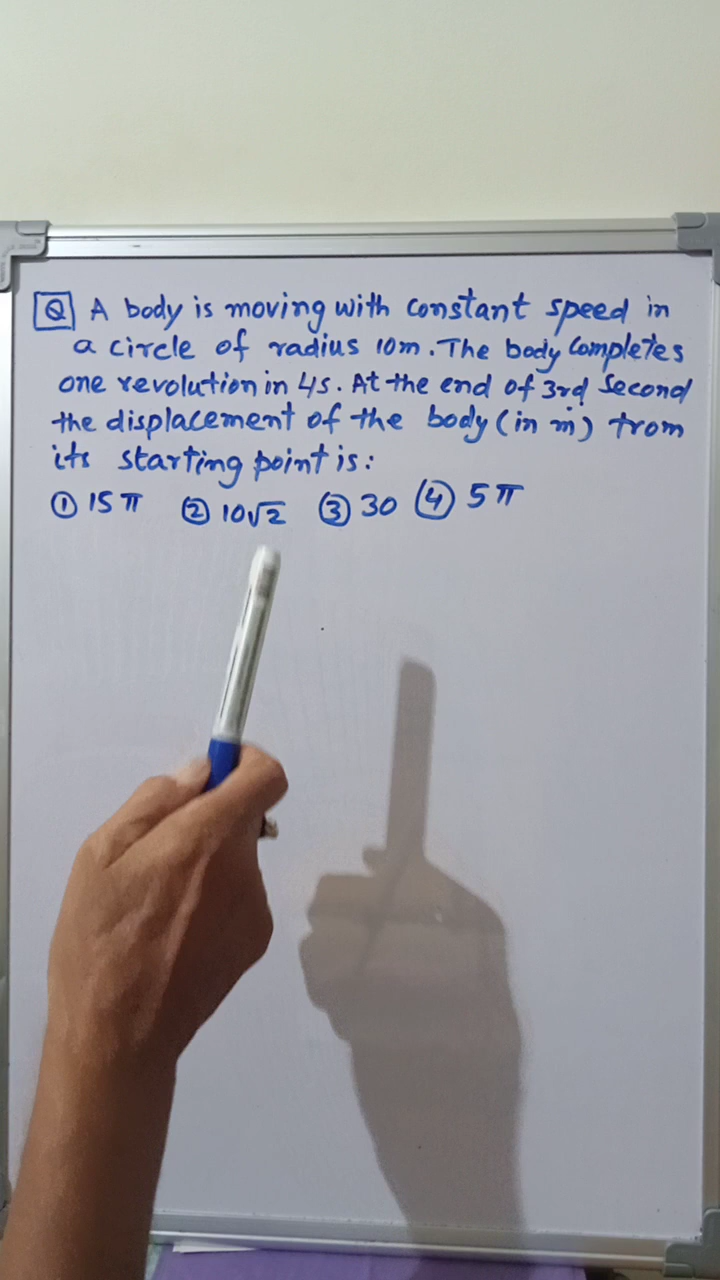 Q A body is moving with constant speed in
a circle of radius 10m. The body completes
one revolution in 4s. At the end of 3rd second
the displacement of the body (in m) from
its starting point is:
① 15π ② 10√2 ③ 30 ④ 5π